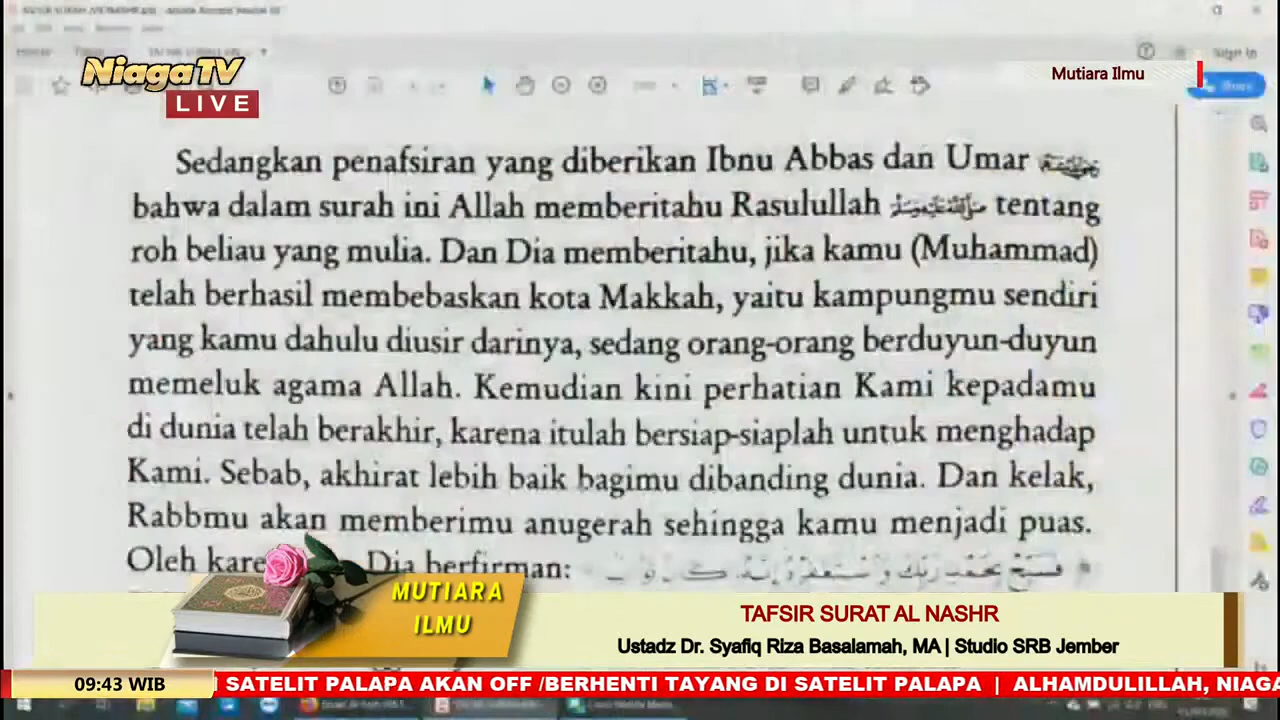 NiagaTV
LIVE
Mutiara Ilmu
Sign In
Sedangkan penafsiran yang diberikan Ibnu Abbas dan Umar
bahwa dalam surah ini Allah memberitahu Rasulullah ﷺ tentang
roh beliau yang mulia. Dan Dia memberitahu, jika kamu (Muhammad)
telah berhasil membebaskan kota Makkah, yaitu kampungmu sendiri
yang kamu dahulu diusir darinya, sedang orang-orang berduyun-duyun
memeluk agama Allah. Kemudian kini perhatian Kami kepadamu
di dunia telah berakhir, karena itulah bersiap-siaplah untuk menghadap
Kami. Sebab, akhirat lebih baik bagimu dibanding dunia. Dan kelak,
Rabbmu akan memberimu anugerah sehingga kamu menjadi puas.
Oleh Dia berfirman:
MUTIARA
ILMU
TAFSIR SURAT AL NASHR
Ustadz Dr. Syafiq Riza Basalamah, MA | Studio SRB Jember
09:43 WIB
SATELIT PALAPA AKAN OFF /BERHENTI TAYANG DI SATELIT PALAPA | ALHAMDULILLAH, NIAGA